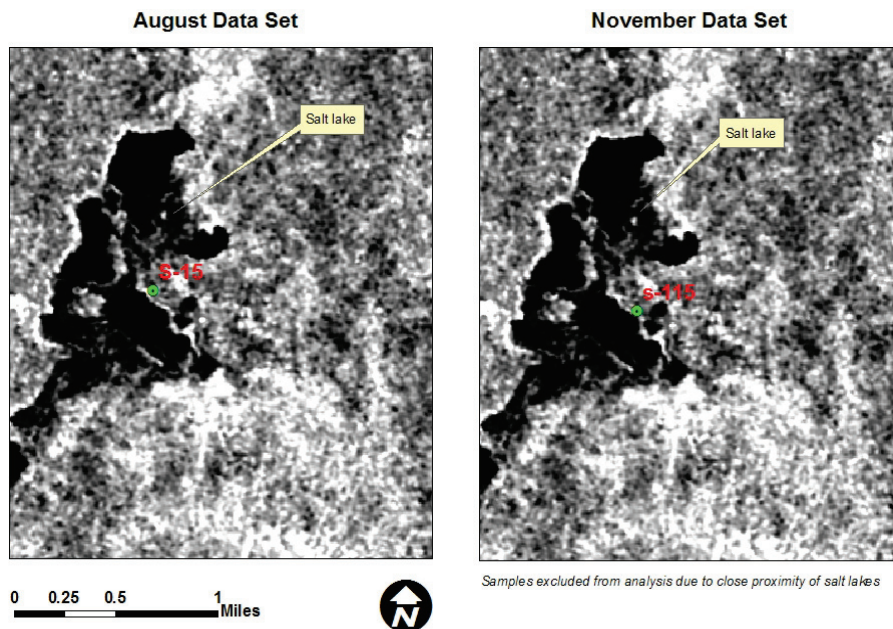 August Data Set
November Data Set
Salt lake
Salt lake
S-15
s-115
Samples excluded from analysis due to close proximity of salt lakes
0 0.25 0.5 1
Miles
N